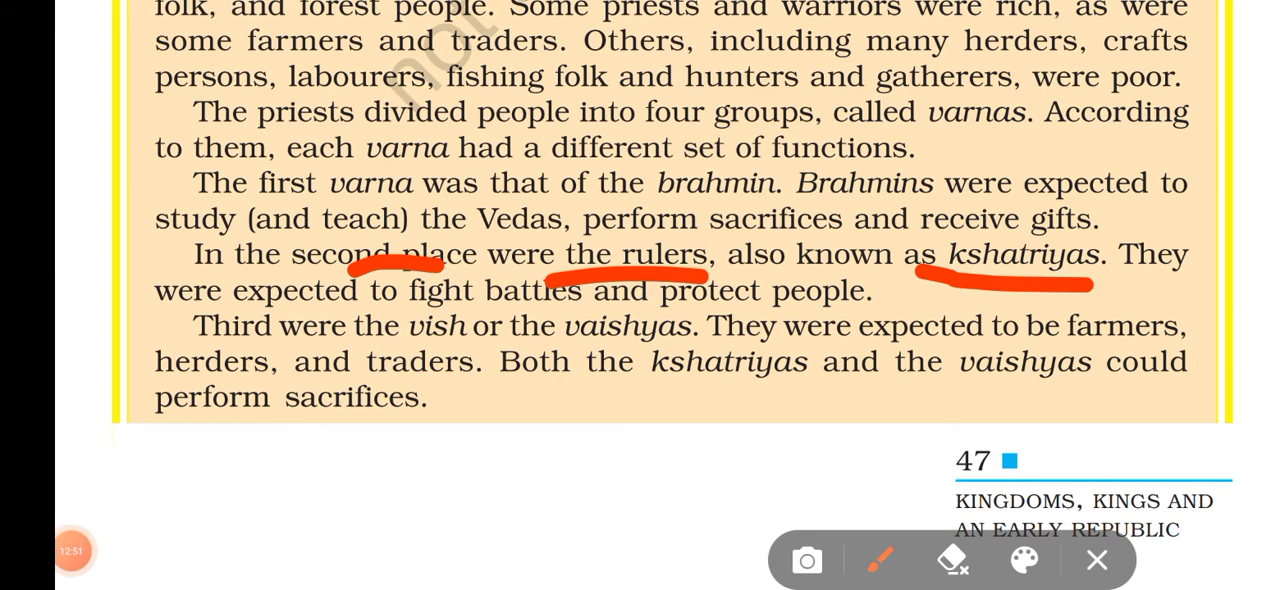 folk, and forest people. Some priests and warriors were rich, as were
some farmers and traders. Others, including many herders, crafts
persons, labourers, fishing folk and hunters and gatherers, were poor.
The priests divided people into four groups, called varnas. According
to them, each varna had a different set of functions.
The first varna was that of the brahmin. Brahmins were expected to
study (and teach) the Vedas, perform sacrifices and receive gifts.
In the second place were the rulers, also known as kshatriyas. They
were expected to fight battles and protect people.
Third were the vish or the vaishyas. They were expected to be farmers,
herders, and traders. Both the kshatriyas and the vaishyas could
perform sacrifices.
47
KINGDOMS, KINGS AND
AN EARLY REPUBLIC
12:51
not